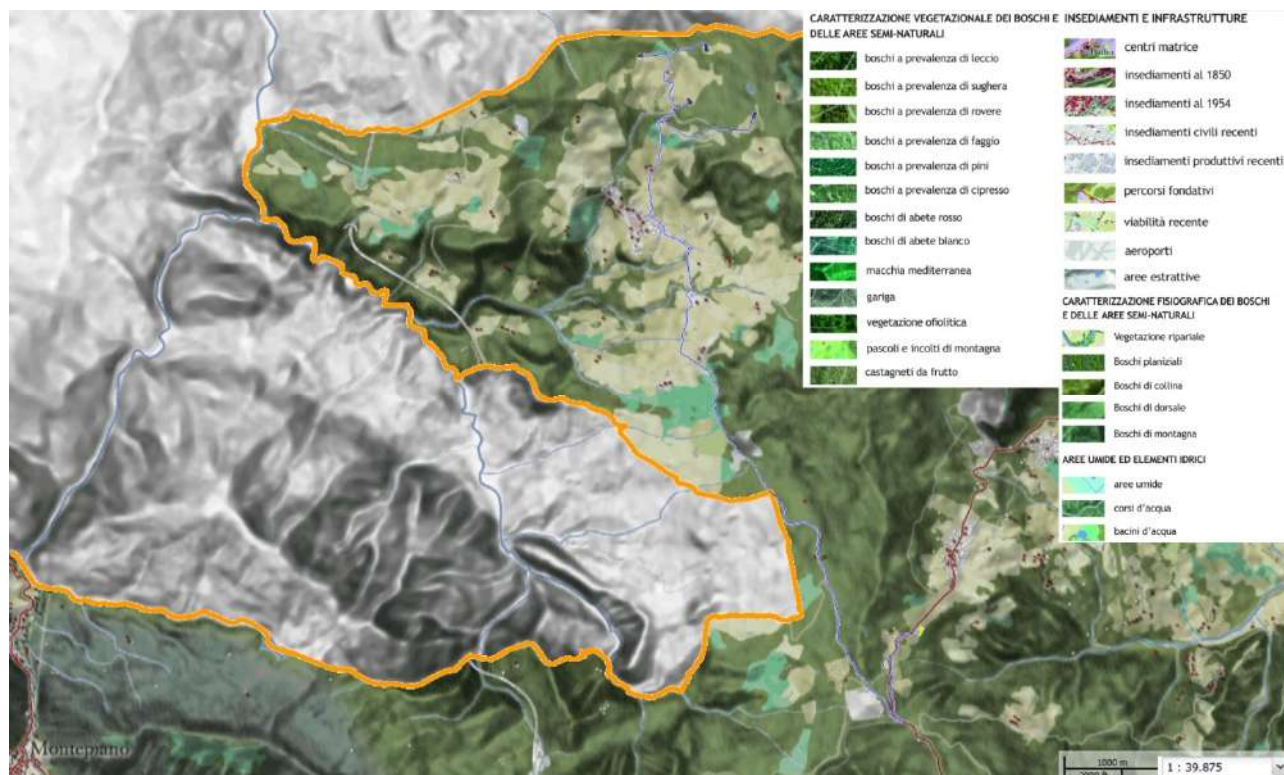 CARATTERIZZAZIONE VEGETAZIONALE DEI BOSCHI E
DELLE AREE SEMI-NATURALI
boschi a prevalenza di leccio
boschi a prevalenza di sughera
boschi a prevalenza di rovere
boschi a prevalenza di faggio
boschi a prevalenza di pini
boschi a prevalenza di cipresso
boschi di abete rosso
boschi di abete bianco
macchia mediterranea
gariga
vegetazione ofiolitica
pascoli e incolti di montagna
castagneti da frutto
INSEDIAMENTI E INFRASTRUTTURE
centri matrice
insediamenti al 1850
insediamenti al 1954
insediamenti civili recenti
insediamenti produttivi recenti
percorsi fondativi
viabilità recente
aeroporti
aree estrattive
CARATTERIZZAZIONE FISIOGRAFICA DEI BOSCHI
E DELLE AREE SEMI-NATURALI
Vegetazione ripariale
Boschi planiziali
Boschi di collina
Boschi di dorsale
Boschi di montagna
AREE UMIDE ED ELEMENTI IDRICI
aree umide
corsi d'acqua
bacini d'acqua
Montepiano
1000 m
1 : 39.875